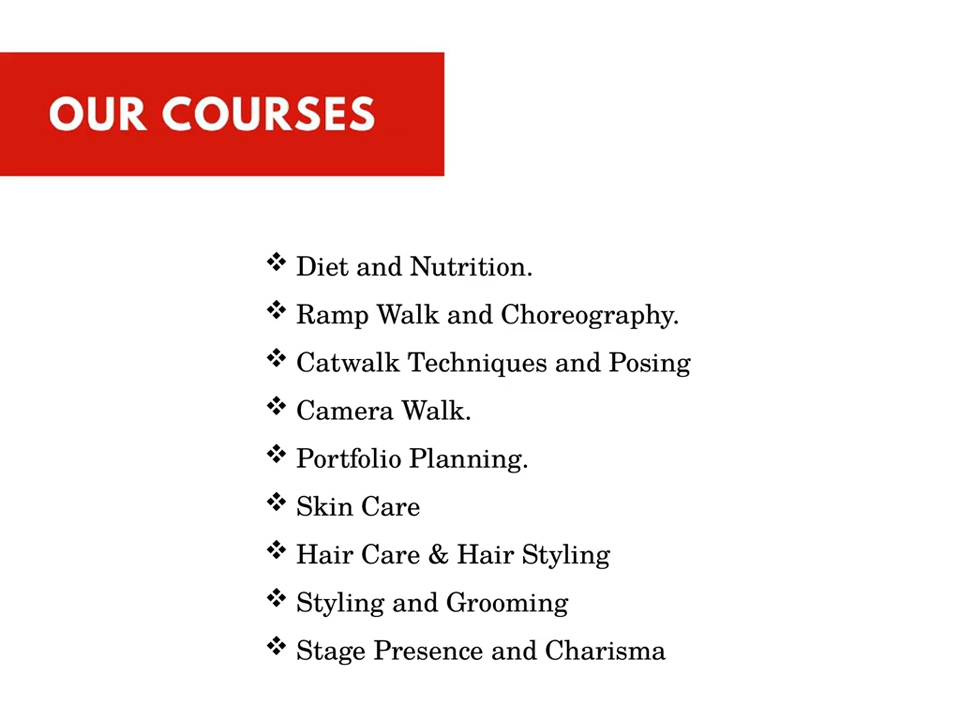 OUR COURSES
❖ Diet and Nutrition.
❖ Ramp Walk and Choreography.
❖ Catwalk Techniques and Posing
❖ Camera Walk.
❖ Portfolio Planning.
❖ Skin Care
❖ Hair Care & Hair Styling
❖ Styling and Grooming
❖ Stage Presence and Charisma